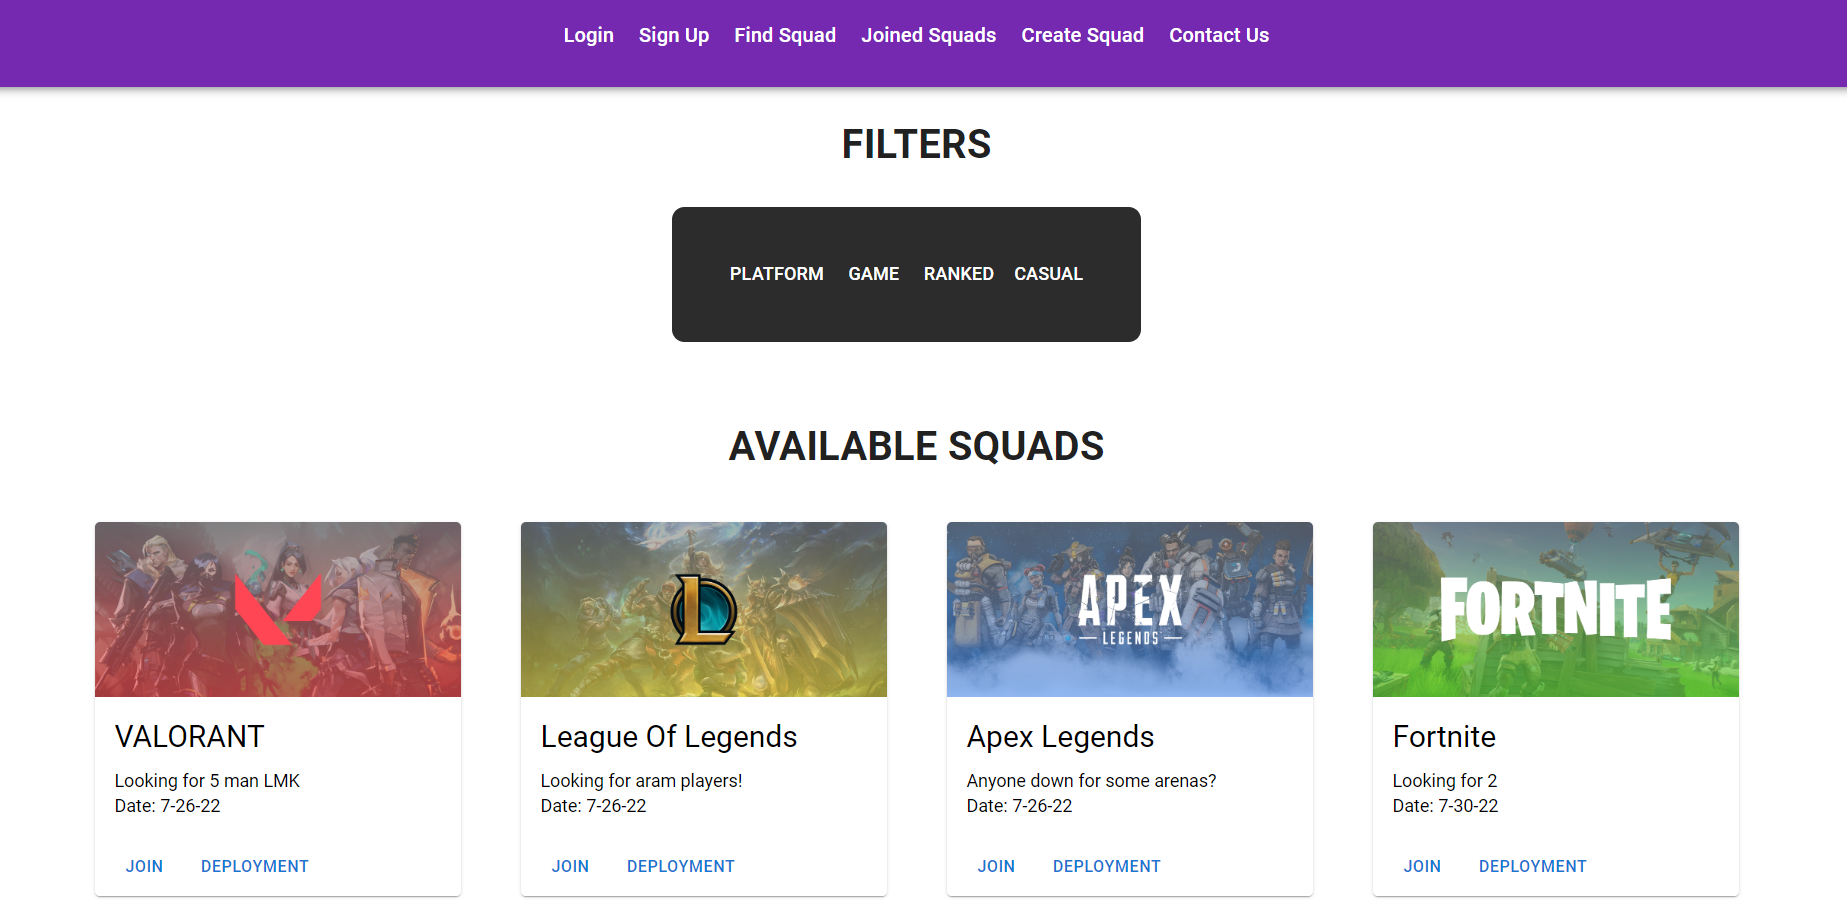 Login Sign Up Find Squad Joined Squads Create Squad Contact Us
FILTERS
PLATFORM GAME RANKED CASUAL
AVAILABLE SQUADS
VALORANT
Looking for 5 man LMK
Date: 7-26-22
JOIN DEPLOYMENT
L
League Of Legends
Looking for aram players!
Date: 7-26-22
JOIN DEPLOYMENT
APEX
LEGENDS
Apex Legends
Anyone down for some arenas?
Date: 7-26-22
JOIN DEPLOYMENT
FORTNITE
Fortnite
Looking for 2
Date: 7-30-22
JOIN DEPLOYMENT